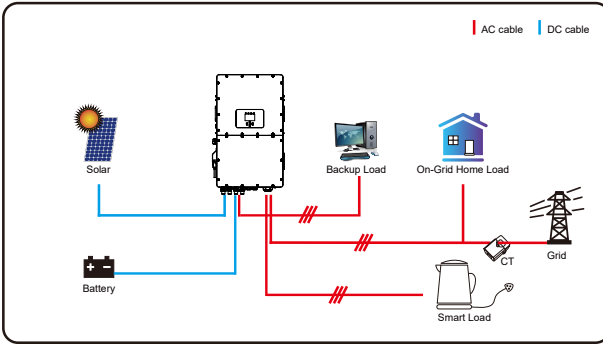 AC cable
DC cable
Solar
Backup Load
On-Grid Home Load
CT
Grid
Battery
Smart Load